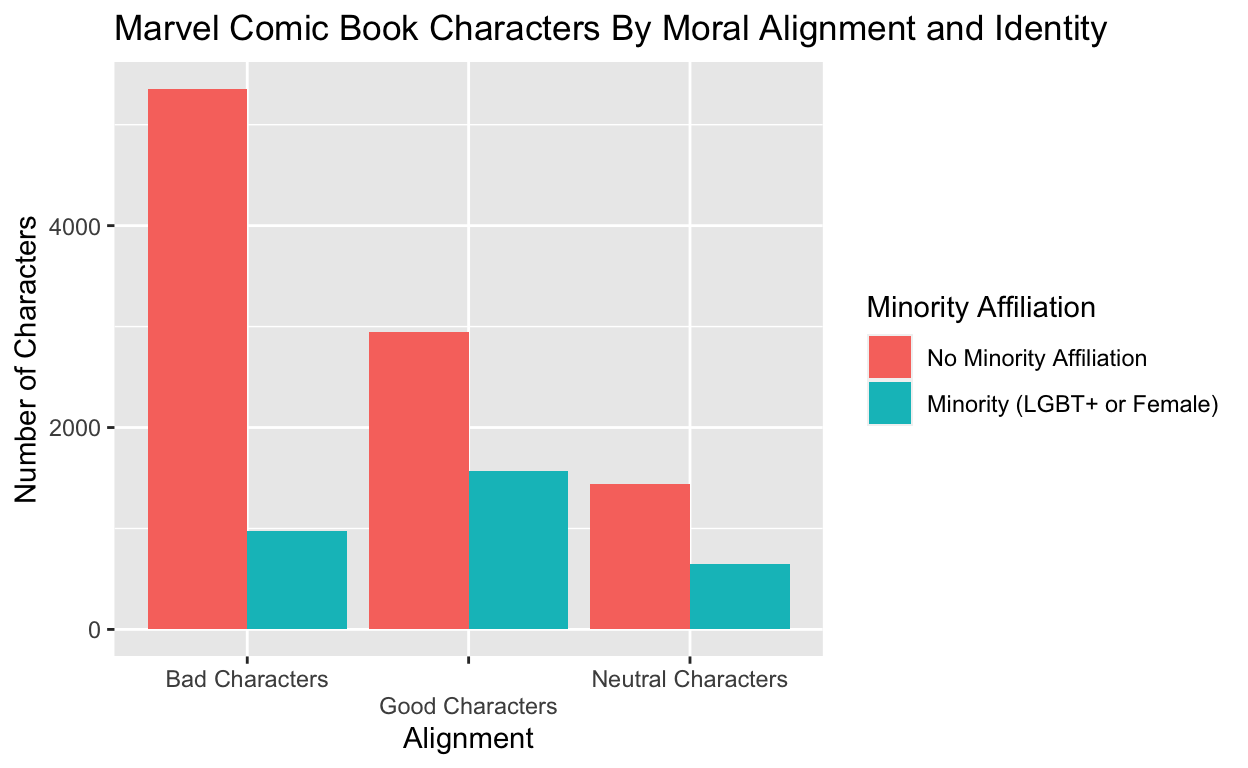 Marvel Comic Book Characters By Moral Alignment and Identity
Number of Characters
4000
2000
0
Bad Characters
Good Characters
Neutral Characters
Alignment
Minority Affiliation
No Minority Affiliation
Minority (LGBT+ or Female)